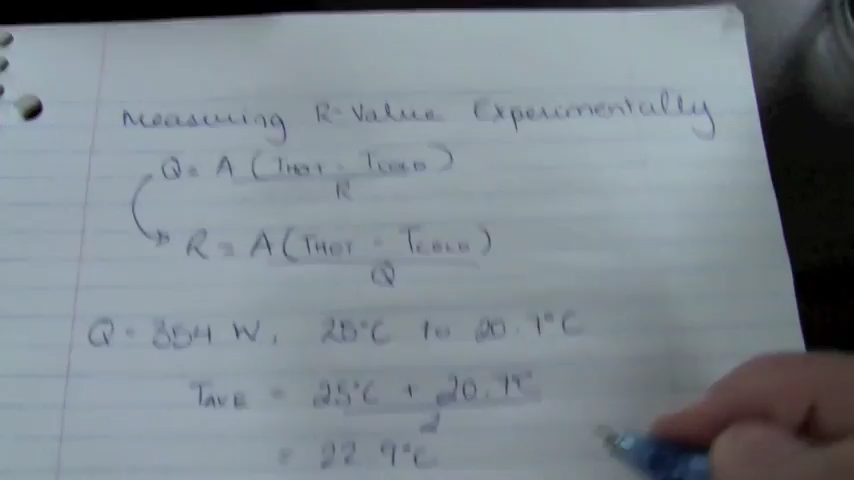 Measuring R-Value Experimentally
Q = A (THOT - TCOLD)
R
R = A (THOT - TCOLD)
Q
Q = 354 W, 25°C to 20.7°C
TAVE = 25°C + 20.7°C
2
= 22.9°C